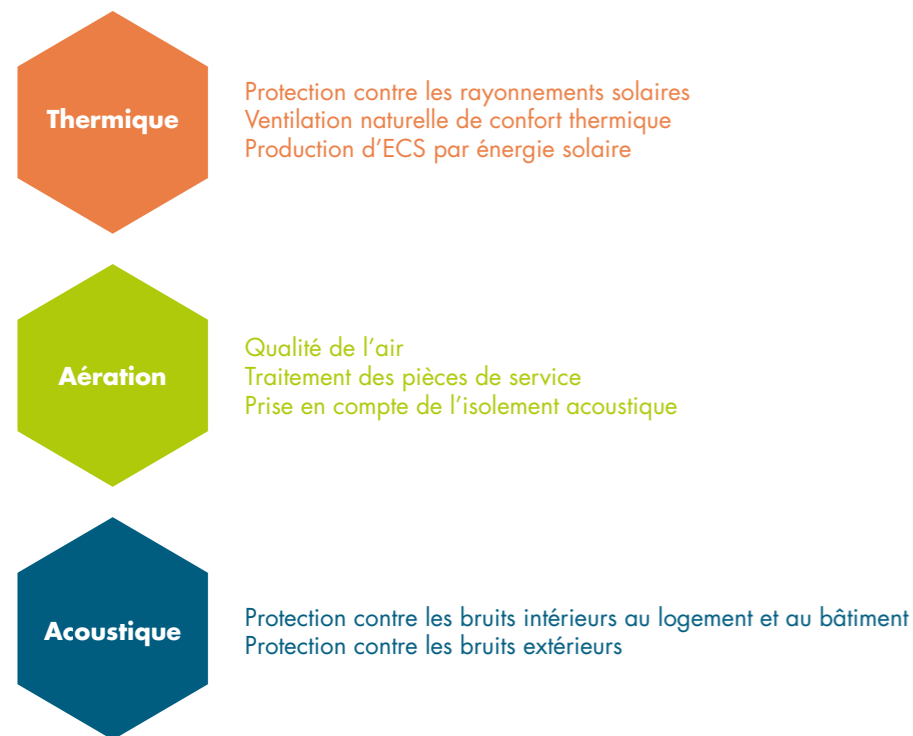 Thermique
Protection contre les rayonnements solaires
Ventilation naturelle de confort thermique
Production d’ECS par énergie solaire
Aération
Qualité de l’air
Traitement des pièces de service
Prise en compte de l’isolement acoustique
Acoustique
Protection contre les bruits intérieurs au logement et au bâtiment
Protection contre les bruits extérieurs